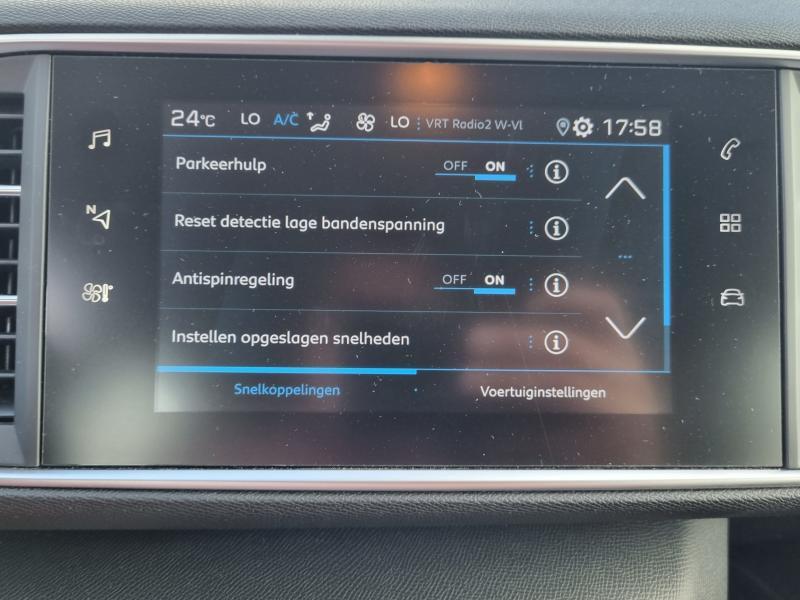 24°C LO A/C LO VRT Radio2 W-Vl 17:58
Parkeerhulp OFF ON i
N
Reset detectie lage bandenspanning i
Antispinregeling OFF ON i
Instellen opgeslagen snelheden i
Snelkoppelingen Voertuiginstellingen